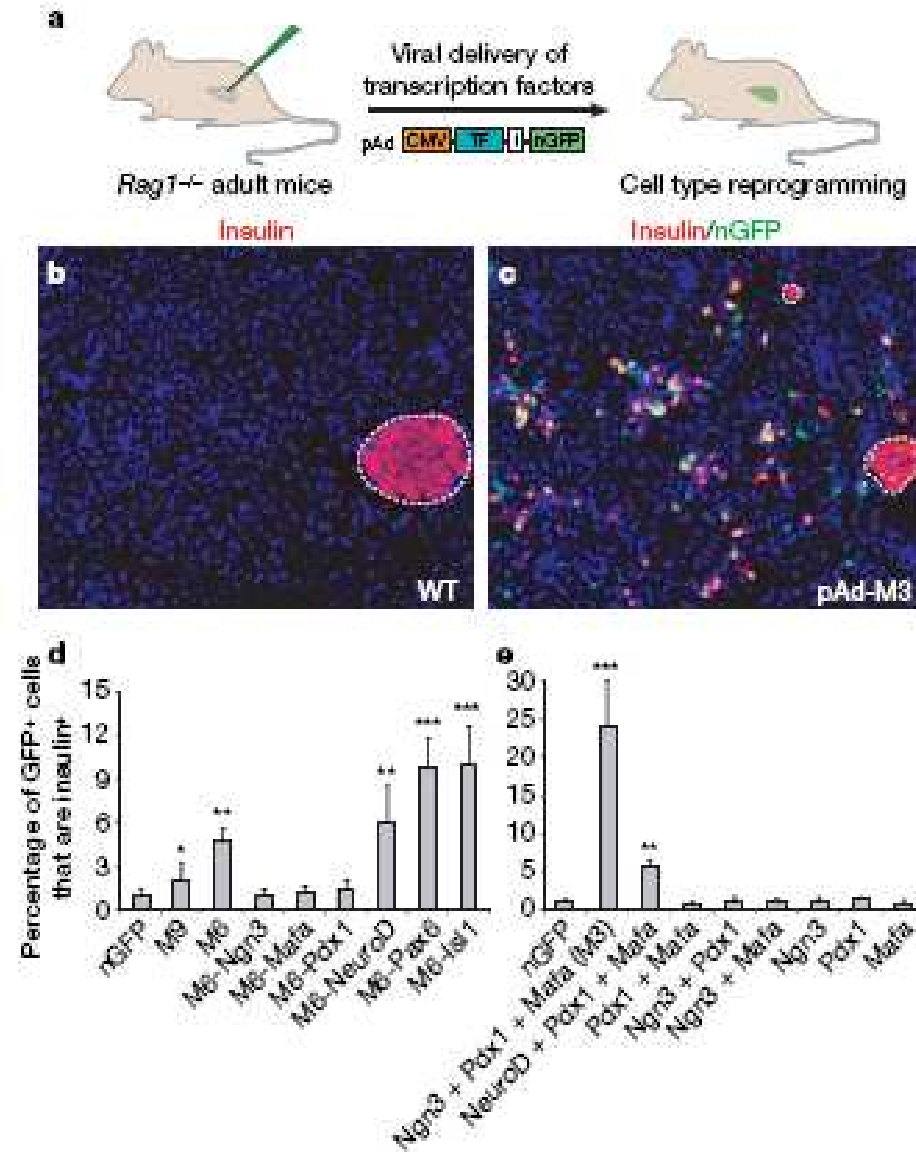 a
Viral delivery of
transcription factors
pAd CMV TF I nGFP
Rag1–/– adult mice
Cell type reprogramming
Insulin
Insulin/nGFP
b
c
WT
pAd-M3
d
Percentage of GFP+ cells
that are insulin+
15
12
9
6
3
0
*
**
**
***
***
nGFP
M9
M6
M6-Ngn3
M6-Mafa
M6-Pdx1
M6-NeuroD
M6-Pax6
M6-Isl1
e
30
25
20
15
10
5
0
***
**
nGFP
Ngn3 + Pdx1 + Mafa (M3)
NeuroD + Pdx1 + Mafa
Pdx1 + Mafa
Ngn3 + Pdx1
Ngn3 + Mafa
Ngn3
Pdx1
Mafa